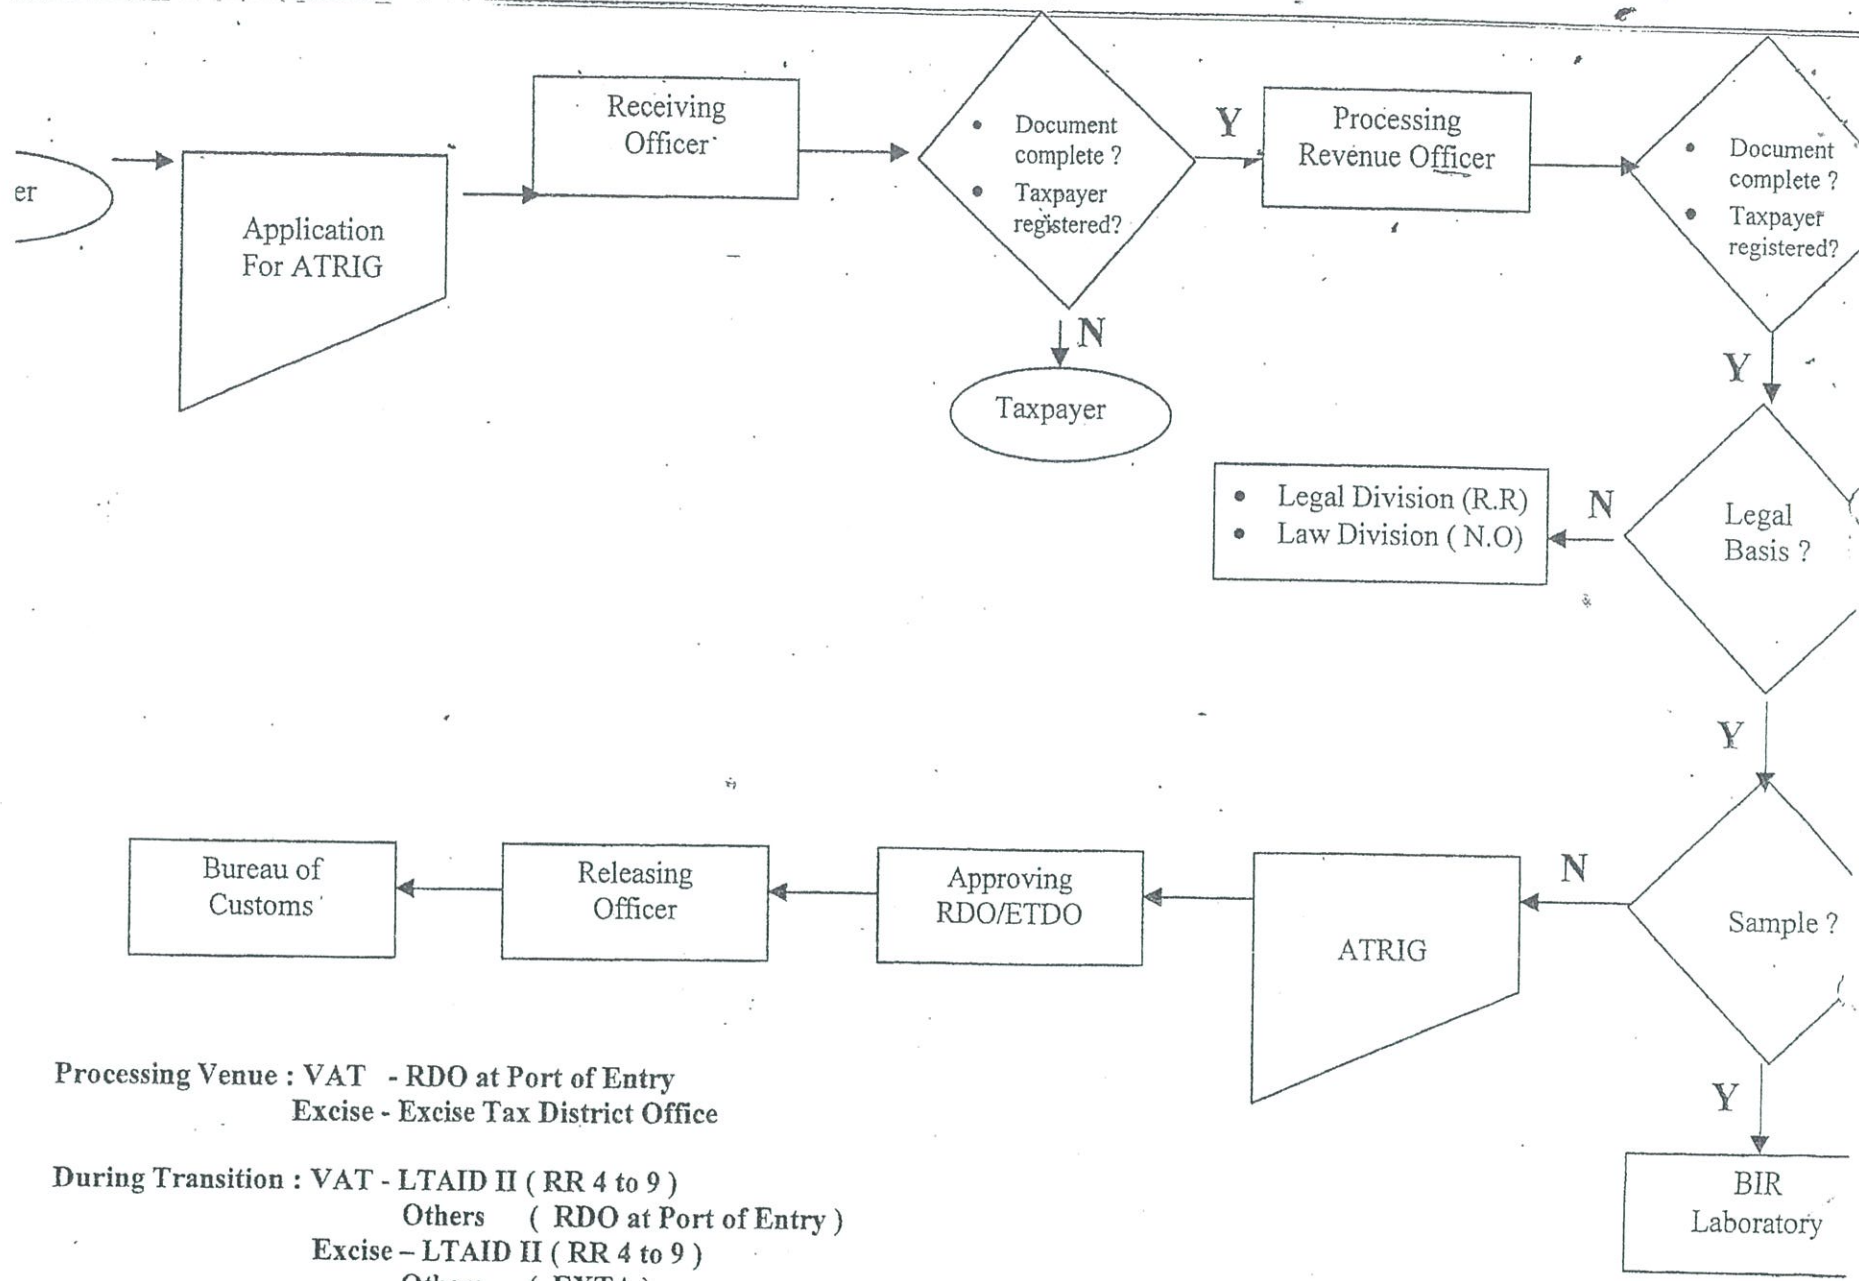 er
Application
For ATRIG
Receiving
Officer
• Document
complete ?
• Taxpayer
registered?
Y
N
Taxpayer
Processing
Revenue Officer
• Document
complete ?
• Taxpayer
registered?
Y
Legal
Basis ?
N
• Legal Division (R.R)
• Law Division ( N.O)
Y
Sample ?
N
ATRIG
Approving
RDO/ETDO
Releasing
Officer
Bureau of
Customs
Y
BIR
Laboratory
Processing Venue : VAT - RDO at Port of Entry
Excise - Excise Tax District Office
During Transition : VAT - LTAID II ( RR 4 to 9 )
Others ( RDO at Port of Entry )
Excise – LTAID II ( RR 4 to 9 )